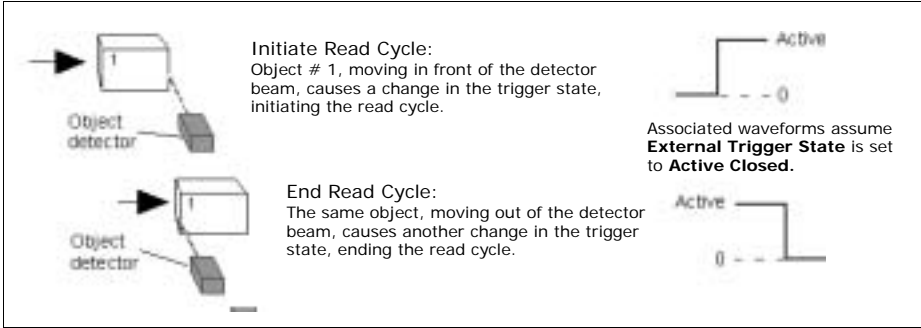 Initiate Read Cycle:
Object # 1, moving in front of the detector
beam, causes a change in the trigger state,
initiating the read cycle.
1
Object
detector
Active
0
Associated waveforms assume
External Trigger State is set
to Active Closed.
End Read Cycle:
The same object, moving out of the detector
beam, causes another change in the trigger
state, ending the read cycle.
1
Object
detector
Active
0